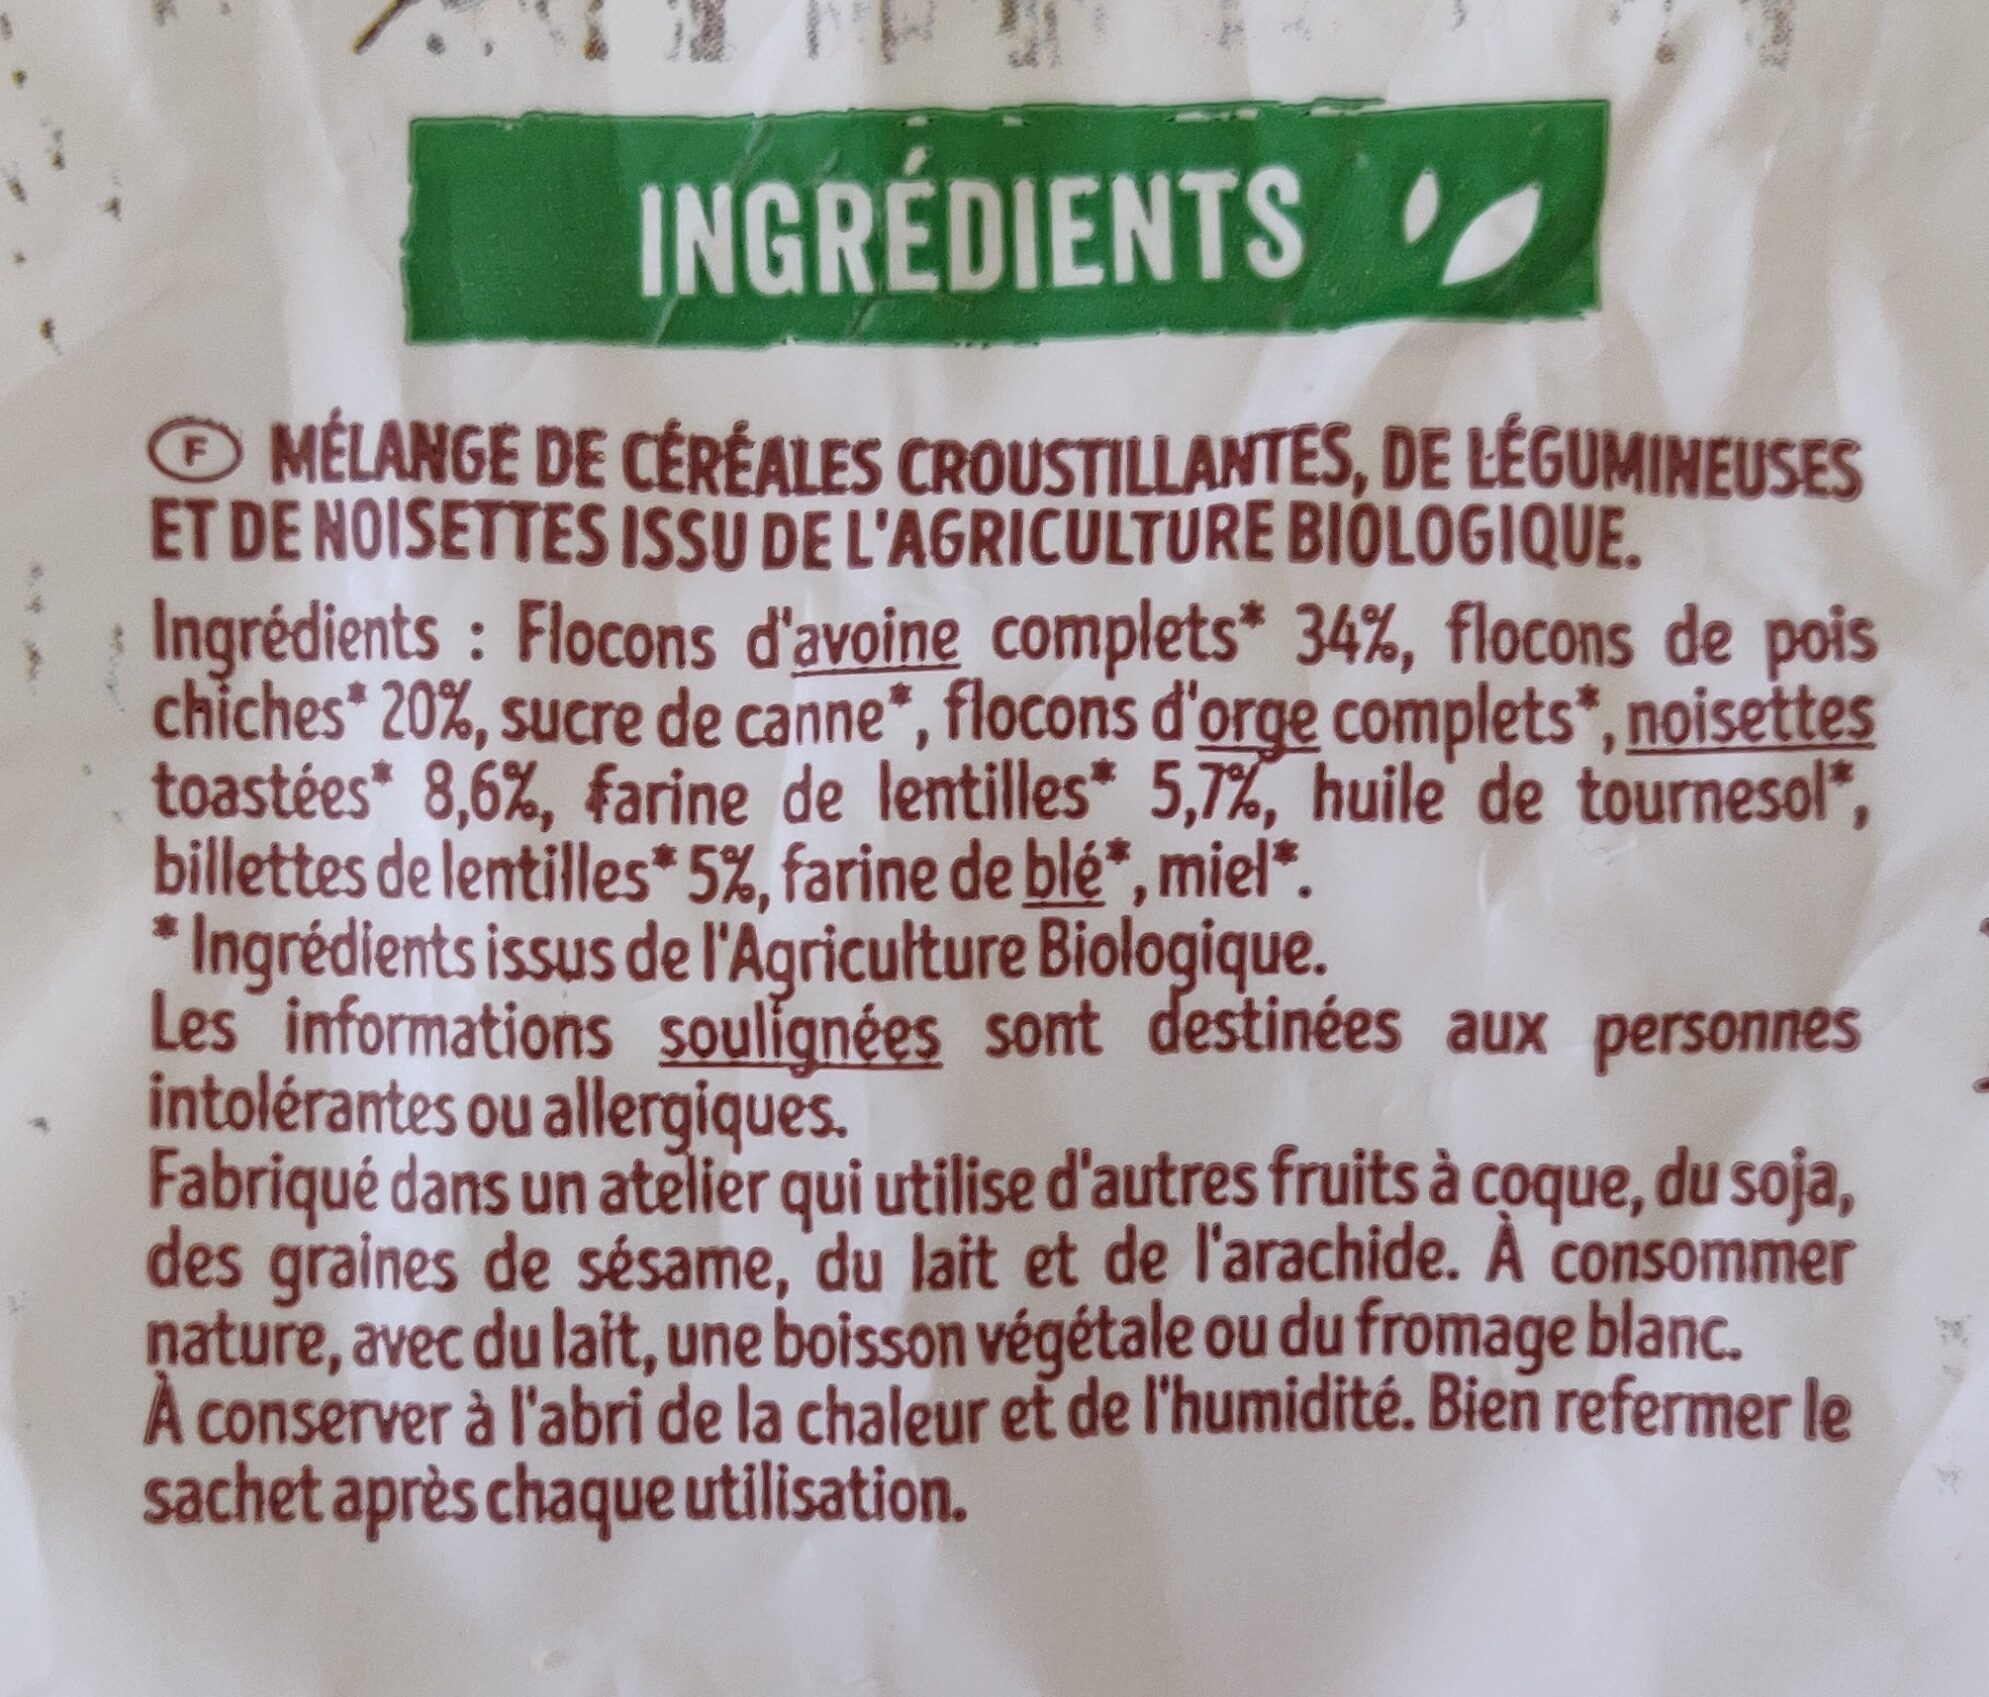 INGRÉDIENTS
F MÉLANGE DE CÉRÉALES CROUSTILLANTES, DE LÉGUMINEUSES
ET DE NOISETTES ISSU DE L'AGRICULTURE BIOLOGIQUE.
Ingrédients : Flocons d'avoine complets* 34%, flocons de pois
chiches* 20%, sucre de canne*, flocons d'orge complets*, noisettes
toastées* 8,6%, farine de lentilles* 5,7%, huile de tournesol*,
billettes de lentilles* 5%, farine de blé*, miel*.
* Ingrédients issus de l'Agriculture Biologique.
Les informations soulignées sont destinées aux personnes
intolérantes ou allergiques.
Fabriqué dans un atelier qui utilise d'autres fruits à coque, du soja,
des graines de sésame, du lait et de l'arachide. À consommer
nature, avec du lait, une boisson végétale ou du fromage blanc.
À conserver à l'abri de la chaleur et de l'humidité. Bien refermer le
sachet après chaque utilisation.